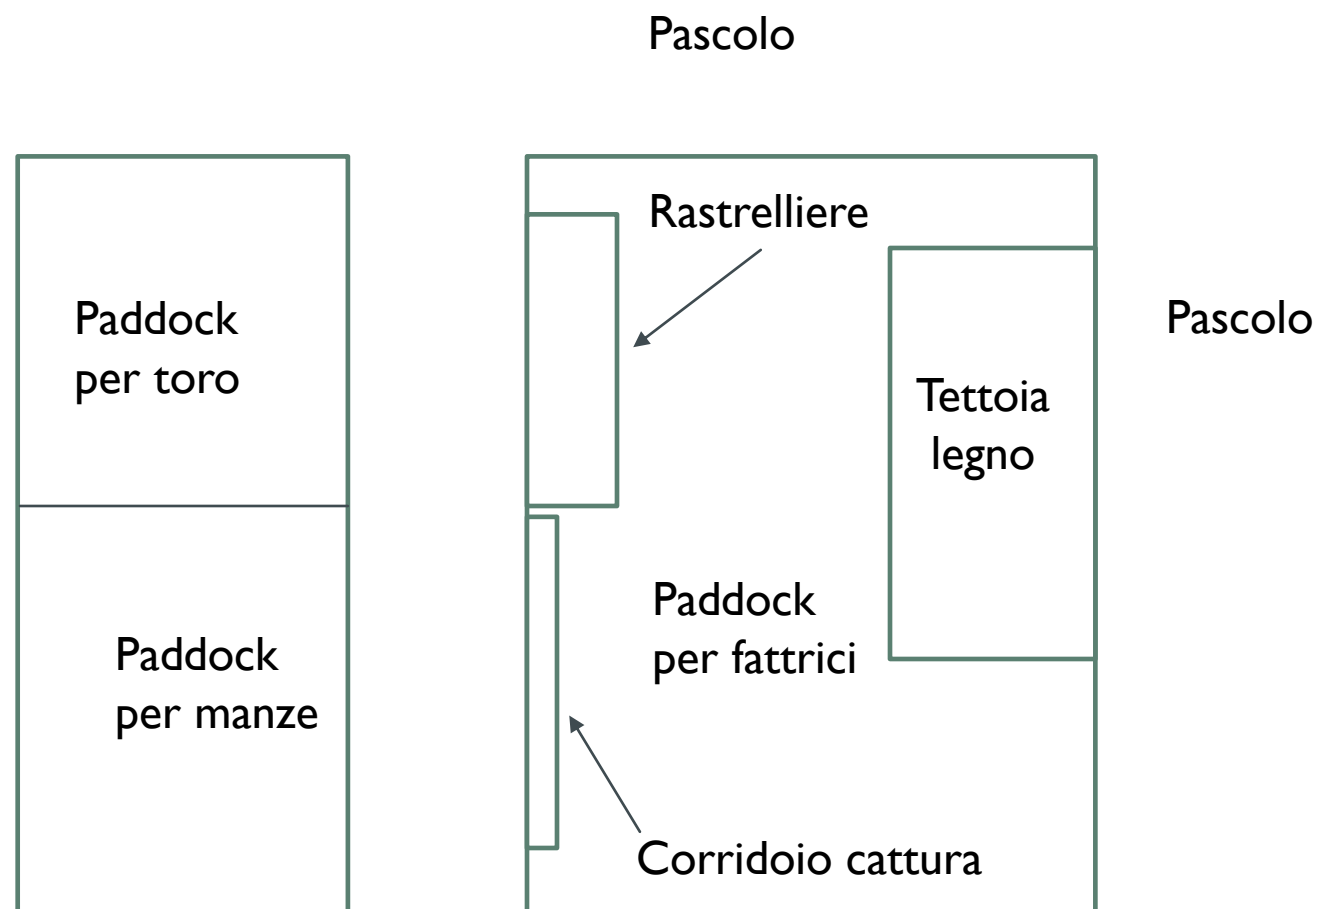 Pascolo
Rastrelliere
Paddock
per toro
Pascolo
Tettoia
legno
Paddock
per fattrici
Paddock
per manze
Corridoio cattura